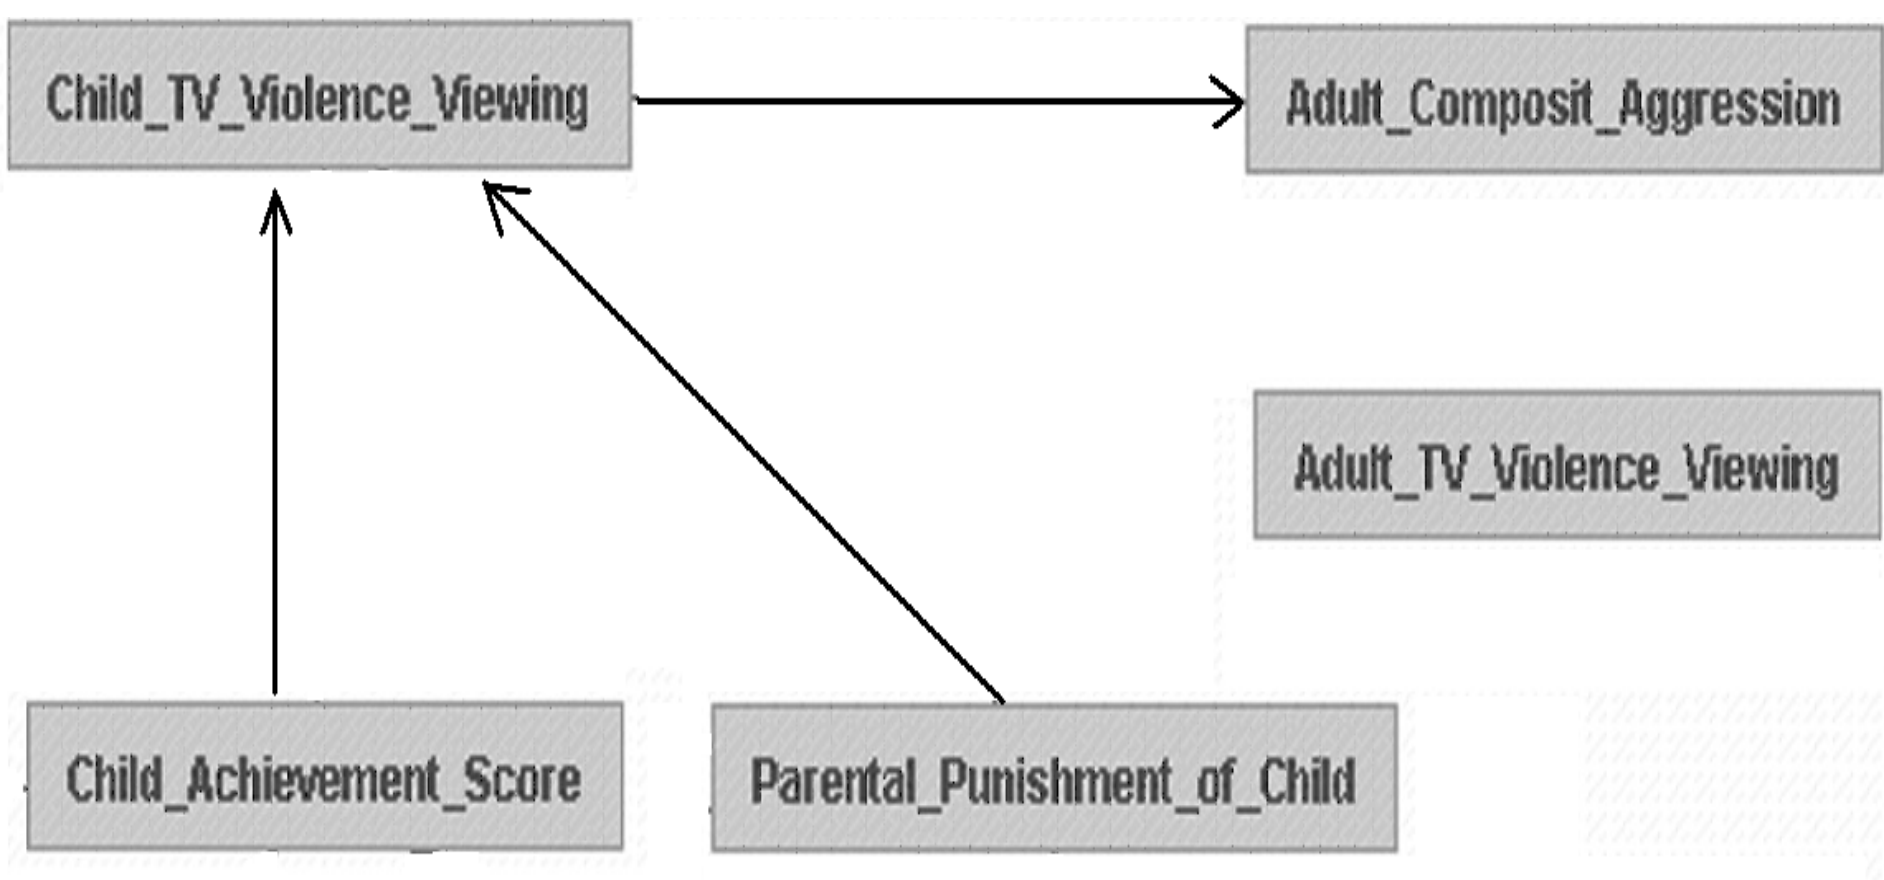 Child_TV_Violence_Viewing
Adult_Composit_Aggression
Adult_TV_Violence_Viewing
Child_Achievement_Score
Parental_Punishment_of_Child